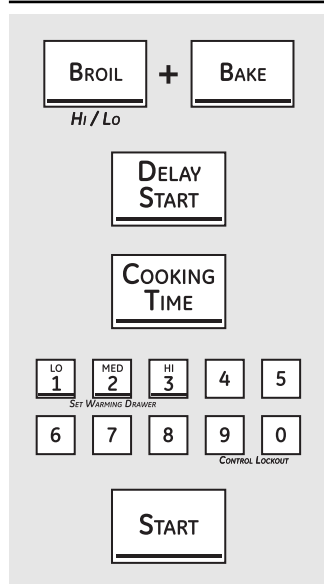 BROIL + BAKE
HI / LO
DELAY
START
COOKING
TIME
LO MED HI
1 2 3 4 5
SET WARMING DRAWER
6 7 8 9 0
CONTROL LOCKOUT
START